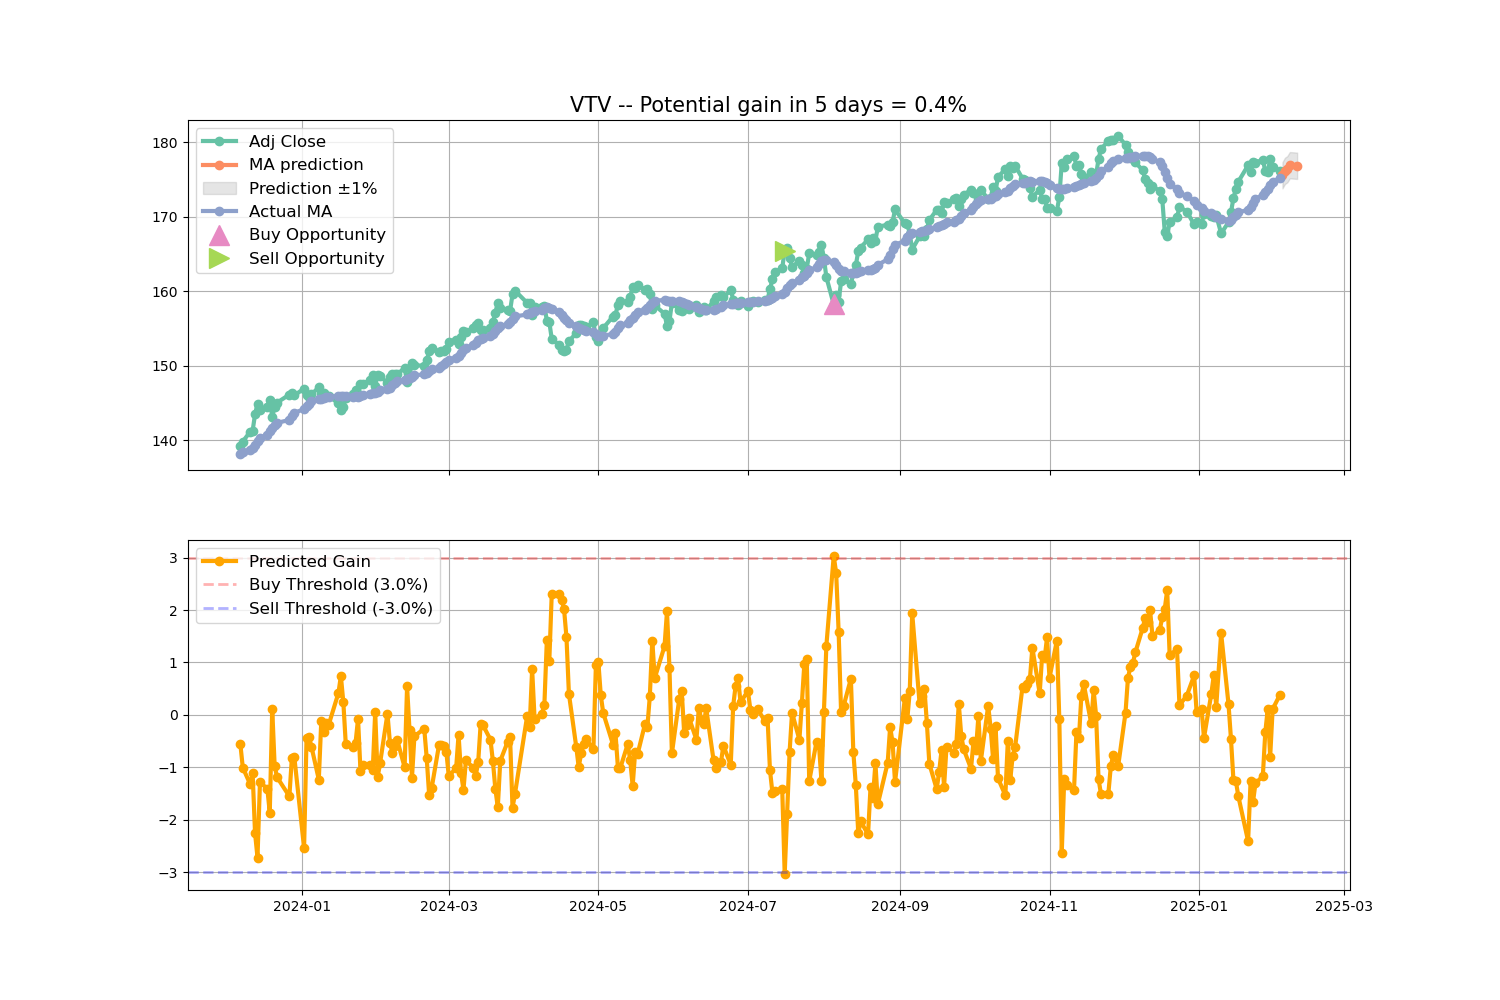 VTV -- Potential gain in 5 days = 0.4%
180
170
160
150
140
Adj Close
MA prediction
Prediction ±1%
Actual MA
Buy Opportunity
Sell Opportunity
3
2
1
0
−1
−2
−3
Predicted Gain
Buy Threshold (3.0%)
Sell Threshold (-3.0%)
2024-01 2024-03 2024-05 2024-07 2024-09 2024-11 2025-01 2025-03